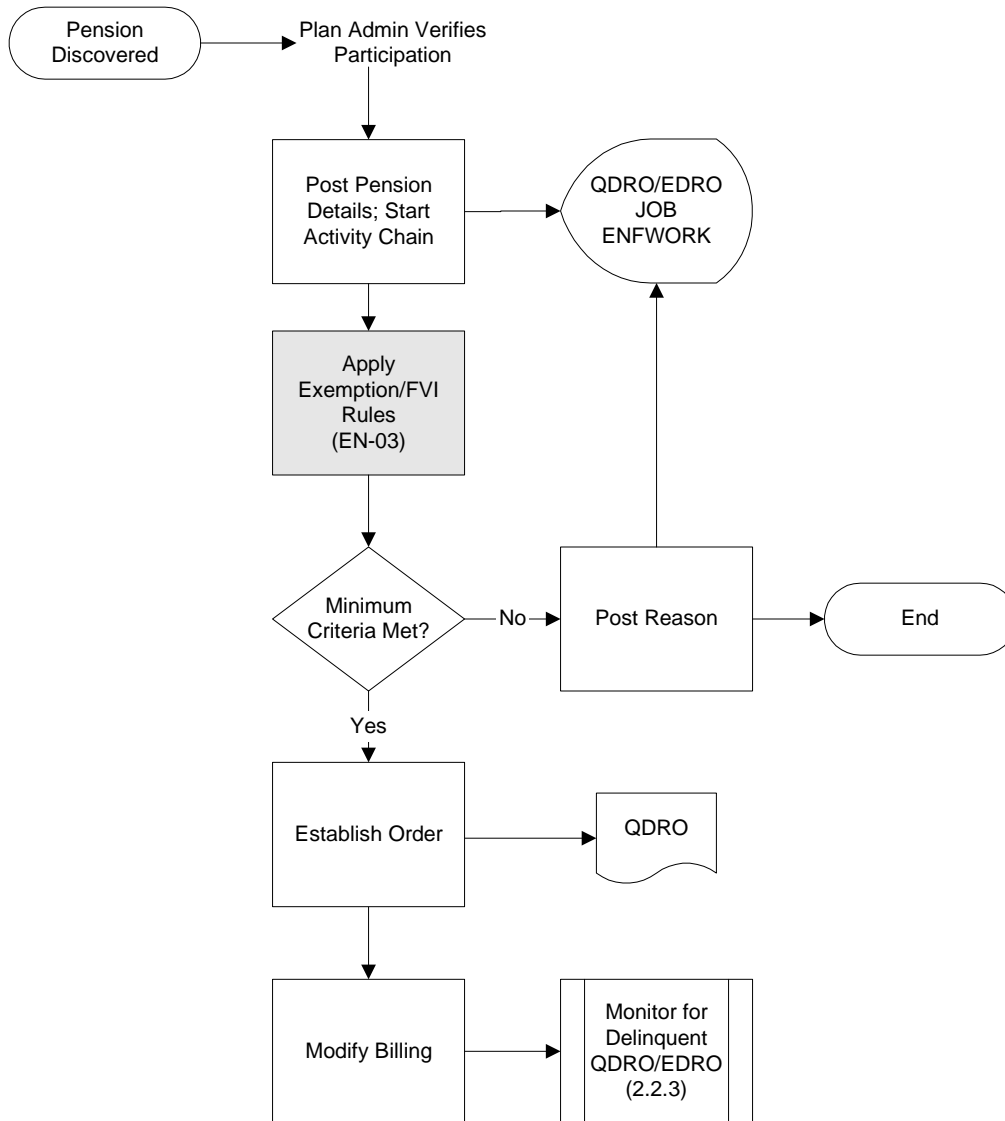 Pension
Discovered
Plan Admin Verifies
Participation
Post Pension
Details; Start
Activity Chain
QDRO/EDRO
JOB
ENFWORK
Apply
Exemption/FVI
Rules
(EN-03)
Minimum
Criteria Met?
No
Post Reason
End
Yes
Establish Order
QDRO
Modify Billing
Monitor for
Delinquent
QDRO/EDRO
(2.2.3)